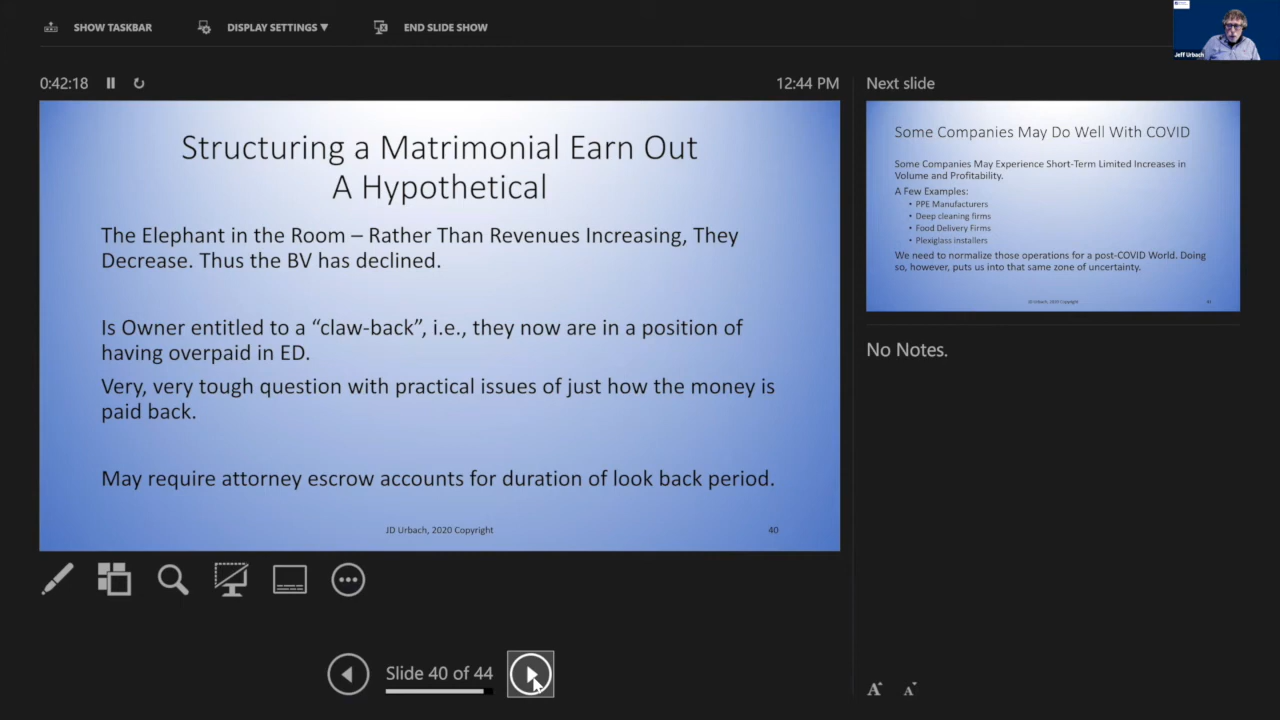 SHOW TASKBAR
DISPLAY SETTINGS ▼
END SLIDE SHOW
Jeff Urbach
0:42:18
12:44 PM
Structuring a Matrimonial Earn Out
A Hypothetical
The Elephant in the Room – Rather Than Revenues Increasing, They
Decrease. Thus the BV has declined.
Is Owner entitled to a “claw-back”, i.e., they now are in a position of
having overpaid in ED.
Very, very tough question with practical issues of just how the money is
paid back.
May require attorney escrow accounts for duration of look back period.
JD Urbach, 2020 Copyright
40
Slide 40 of 44
Next slide
Some Companies May Do Well With COVID
Some Companies May Experience Short-Term Limited Increases in
Volume and Profitability.
A Few Examples:
• PPE Manufacturers
• Deep cleaning firms
• Food Delivery Firms
• Plexiglass installers
We need to normalize those operations for a post-COVID World. Doing
so, however, puts us into that same zone of uncertainty.
JD Urbach, 2020 Copyright
41
No Notes.
A A